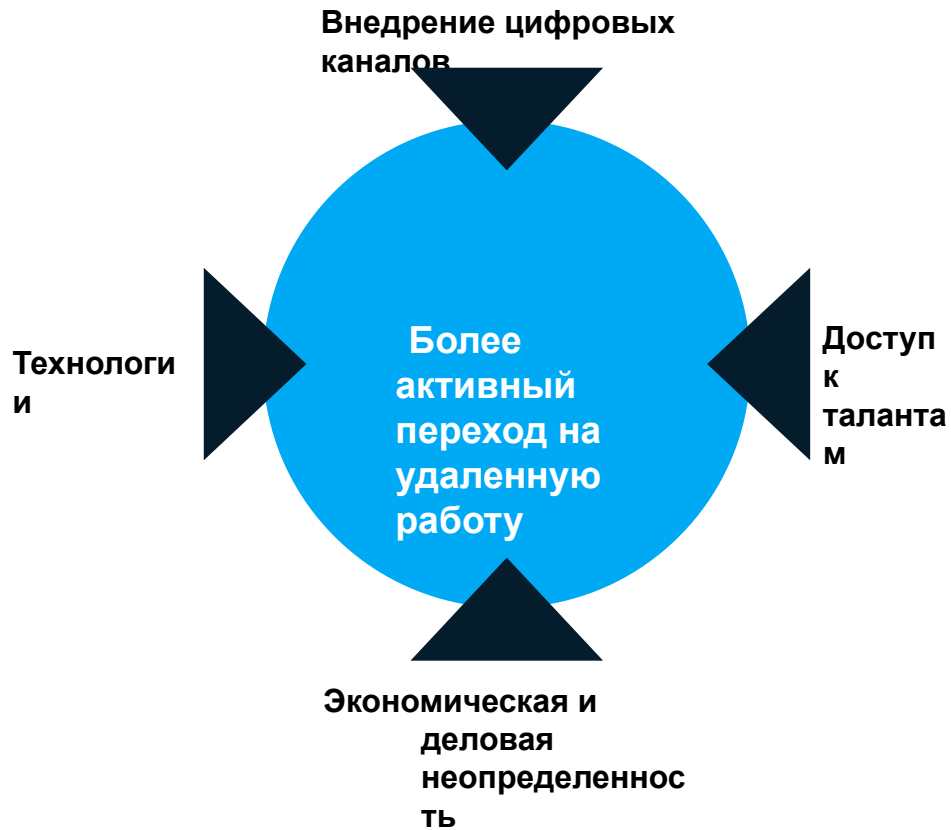 Внедрение цифровых
каналов
Технологи
и
Более
активный
переход на
удаленную
работу
Доступ
к
таланта
м
Экономическая и
деловая
неопределеннос
ть